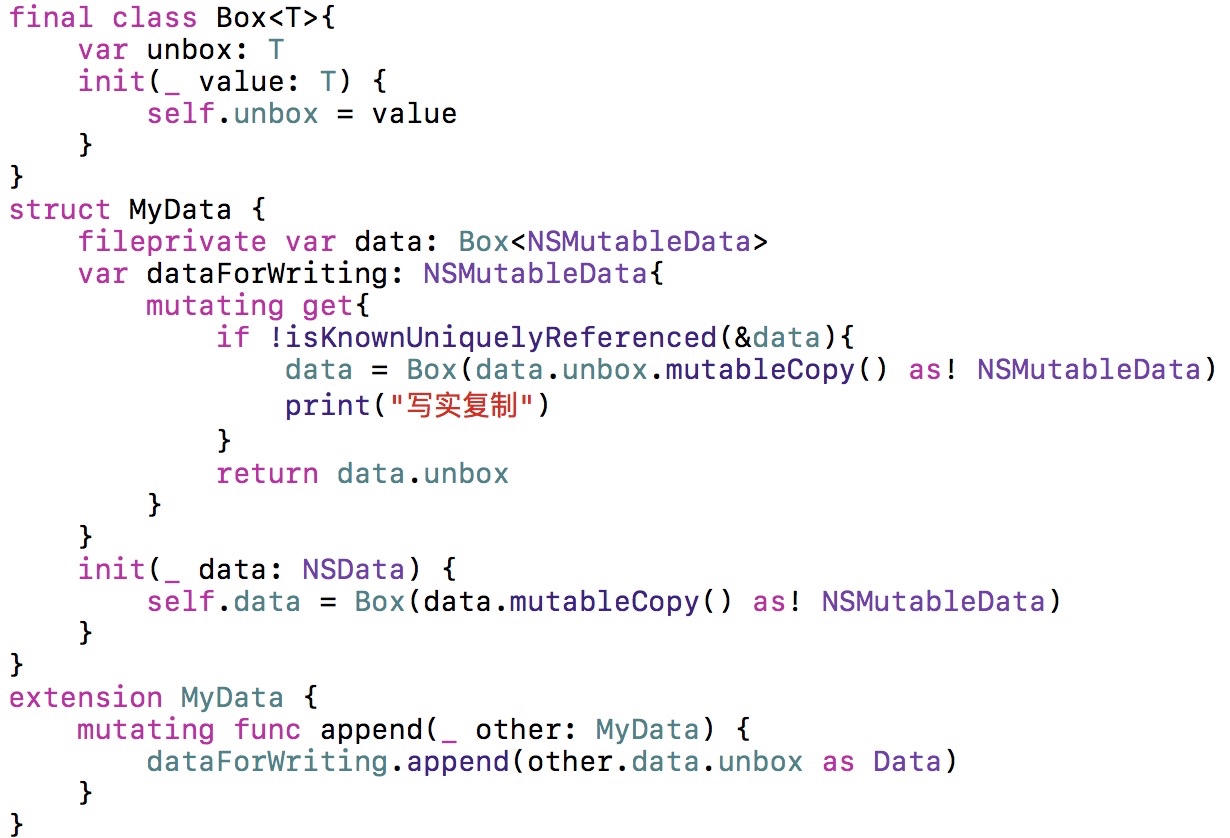 final class Box<T>{
    var unbox: T
    init(_ value: T) {
        self.unbox = value
    }
}
struct MyData {
    fileprivate var data: Box<NSMutableData>
    var dataForWriting: NSMutableData{
        mutating get{
            if !isKnownUniquelyReferenced(&data){
                data = Box(data.unbox.mutableCopy() as! NSMutableData)
                print("写实复制")
            }
            return data.unbox
        }
    }
    init(_ data: NSData) {
        self.data = Box(data.mutableCopy() as! NSMutableData)
    }
}
extension MyData {
    mutating func append(_ other: MyData) {
        dataForWriting.append(other.data.unbox as Data)
    }
}